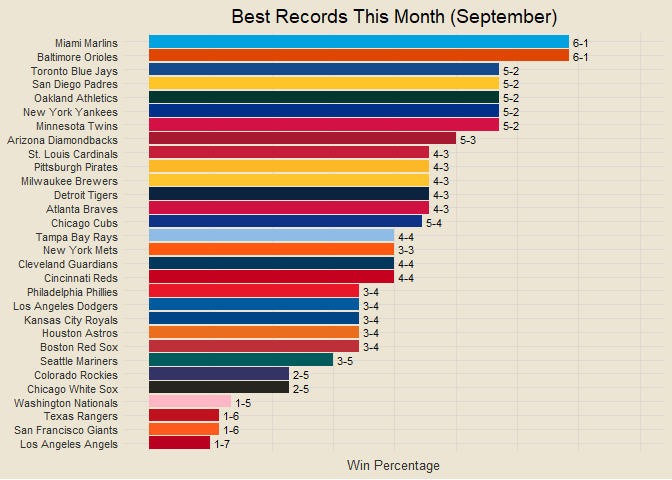 Best Records This Month (September)
Miami Marlins 6-1
Baltimore Orioles 6-1
Toronto Blue Jays 5-2
San Diego Padres 5-2
Oakland Athletics 5-2
New York Yankees 5-2
Minnesota Twins 5-2
Arizona Diamondbacks 5-3
St. Louis Cardinals 4-3
Pittsburgh Pirates 4-3
Milwaukee Brewers 4-3
Detroit Tigers 4-3
Atlanta Braves 4-3
Chicago Cubs 5-4
Tampa Bay Rays 4-4
New York Mets 3-3
Cleveland Guardians 4-4
Cincinnati Reds 4-4
Philadelphia Phillies 3-4
Los Angeles Dodgers 3-4
Kansas City Royals 3-4
Houston Astros 3-4
Boston Red Sox 3-4
Seattle Mariners 3-5
Colorado Rockies 2-5
Chicago White Sox 2-5
Washington Nationals 1-5
Texas Rangers 1-6
San Francisco Giants 1-6
Los Angeles Angels 1-7
Win Percentage